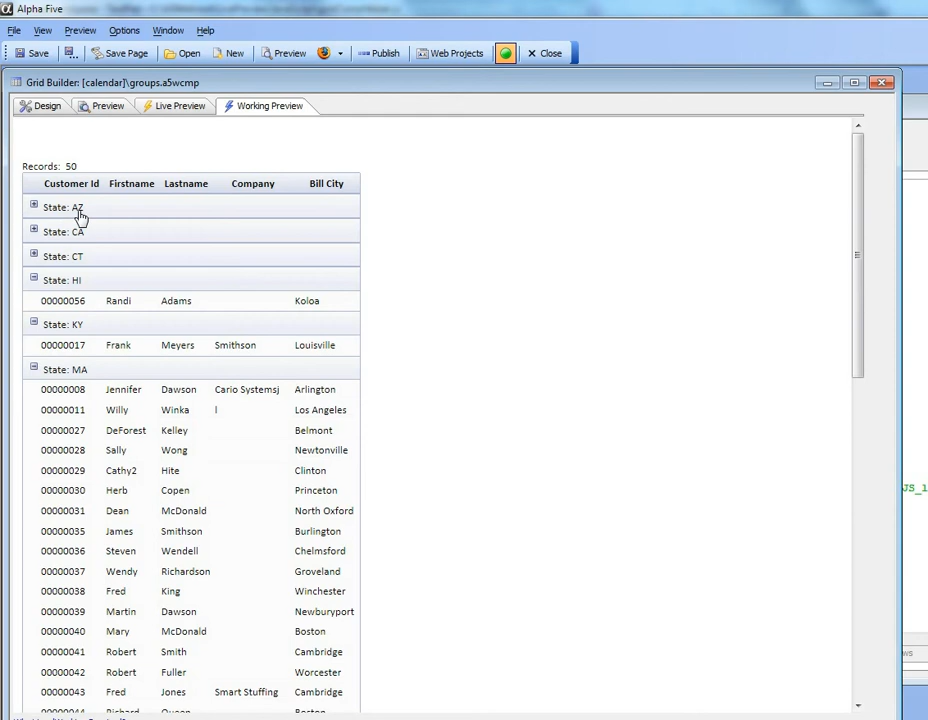 Alpha Five
File View Preview Options Window Help
Save Save Page Open New Preview Publish Web Projects Close
Grid Builder: [calendar]\groups.a5wcmp
Design Preview Live Preview Working Preview
Records: 50
Customer Id Firstname Lastname Company Bill City
State: AZ
State: CA
State: CT
State: HI
00000056 Randi Adams Koloa
State: KY
00000017 Frank Meyers Smithson Louisville
State: MA
00000008 Jennifer Dawson Cario Systemsj Arlington
00000011 Willy Winka l Los Angeles
00000027 DeForest Kelley Belmont
00000028 Sally Wong Newtonville
00000029 Cathy2 Hite Clinton
00000030 Herb Copen Princeton
00000031 Dean McDonald North Oxford
00000035 James Smithson Burlington
00000036 Steven Wendell Chelmsford
00000037 Wendy Richardson Groveland
00000038 Fred King Winchester
00000039 Martin Dawson Newburyport
00000040 Mary McDonald Boston
00000041 Robert Smith Cambridge
00000042 Robert Fuller Worcester
00000043 Fred Jones Smart Stuffing Cambridge
00000044 Richard Queen Boston
JS_1
ws